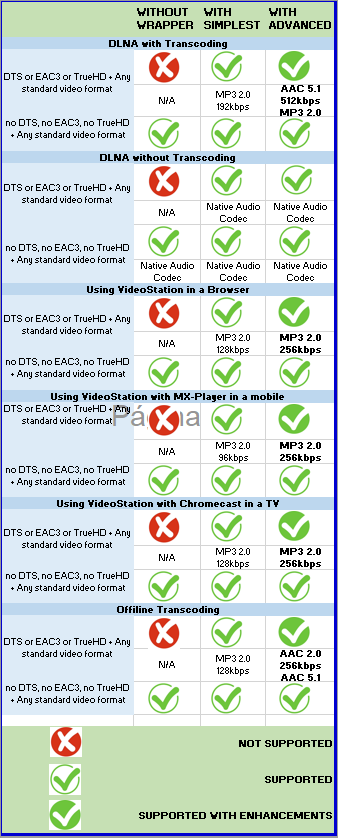 WITHOUT WRAPPER WITH SIMPLEST WITH ADVANCED
DLNA with Transcoding
DTS or EAC3 or TrueHD + Any standard video format
N/A MP3 2.0 192kbps AAC 5.1 512kbps MP3 2.0
no DTS, no EAC3, no TrueHD + Any standard video format
DLNA without Transcoding
DTS or EAC3 or TrueHD + Any standard video format
N/A Native Audio Codec Native Audio Codec
no DTS, no EAC3, no TrueHD + Any standard video format
Native Audio Codec Native Audio Codec Native Audio Codec
Using VideoStation in a Browser
DTS or EAC3 or TrueHD + Any standard video format
N/A MP3 2.0 128kbps MP3 2.0 256kbps
no DTS, no EAC3, no TrueHD + Any standard video format
Using VideoStation with MX-Player in a mobile
DTS or EAC3 or TrueHD + Any standard video format
N/A MP3 2.0 96kbps MP3 2.0 256kbps
no DTS, no EAC3, no TrueHD + Any standard video format
Using VideoStation with Chromecast in a TV
DTS or EAC3 or TrueHD + Any standard video format
N/A MP3 2.0 128kbps MP3 2.0 256kbps
no DTS, no EAC3, no TrueHD + Any standard video format
Offiline Transcoding
DTS or EAC3 or TrueHD + Any standard video format
N/A MP3 2.0 128kbps AAC 2.0 256kbps AAC 5.1
no DTS, no EAC3, no TrueHD + Any standard video format
NOT SUPPORTED
SUPPORTED
SUPPORTED WITH ENHANCEMENTS